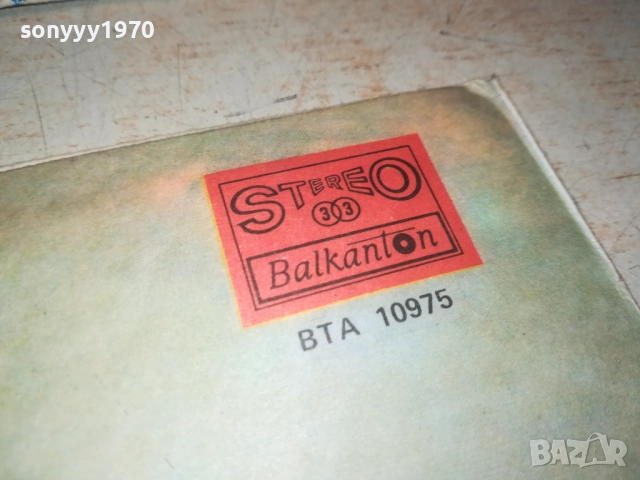 sonyyy1970
STEREO
33
Balkanton
BTA 10975
BAZAR